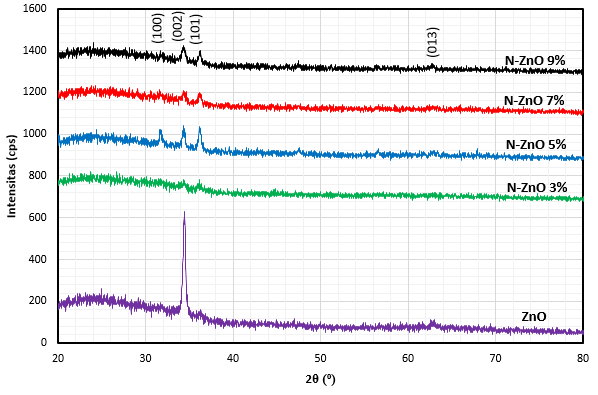 1600
1400
1200
1000
800
600
400
200
0
Intensitas (cps)
(100)
(002)
(101)
(013)
N-ZnO 9%
N-ZnO 7%
N-ZnO 5%
N-ZnO 3%
ZnO
20 30 40 50 60 70 80
2θ (⁰)